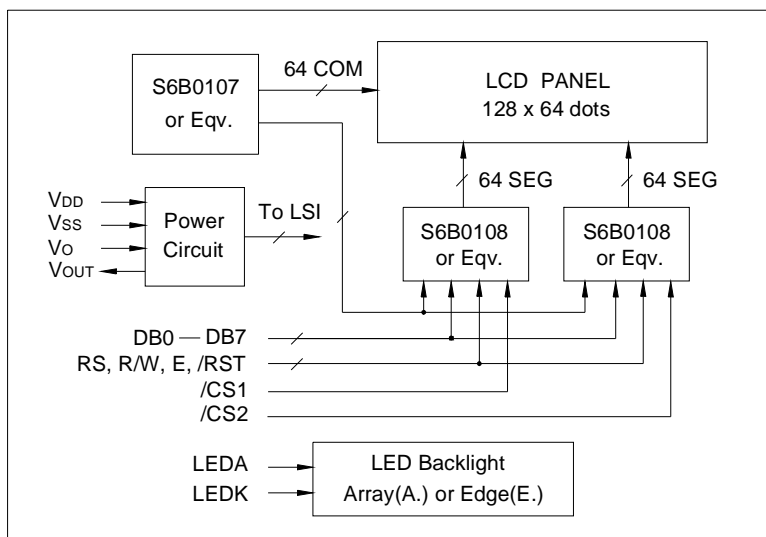 S6B0107
or Eqv.
64 COM
LCD PANEL
128 x 64 dots
64 SEG
64 SEG
VDD
VSS
VO
VOUT
Power
Circuit
To LSI
S6B0108
or Eqv.
S6B0108
or Eqv.
DB0 — DB7
RS, R/W, E, /RST
/CS1
/CS2
LEDA
LEDK
LED Backlight
Array(A.) or Edge(E.)